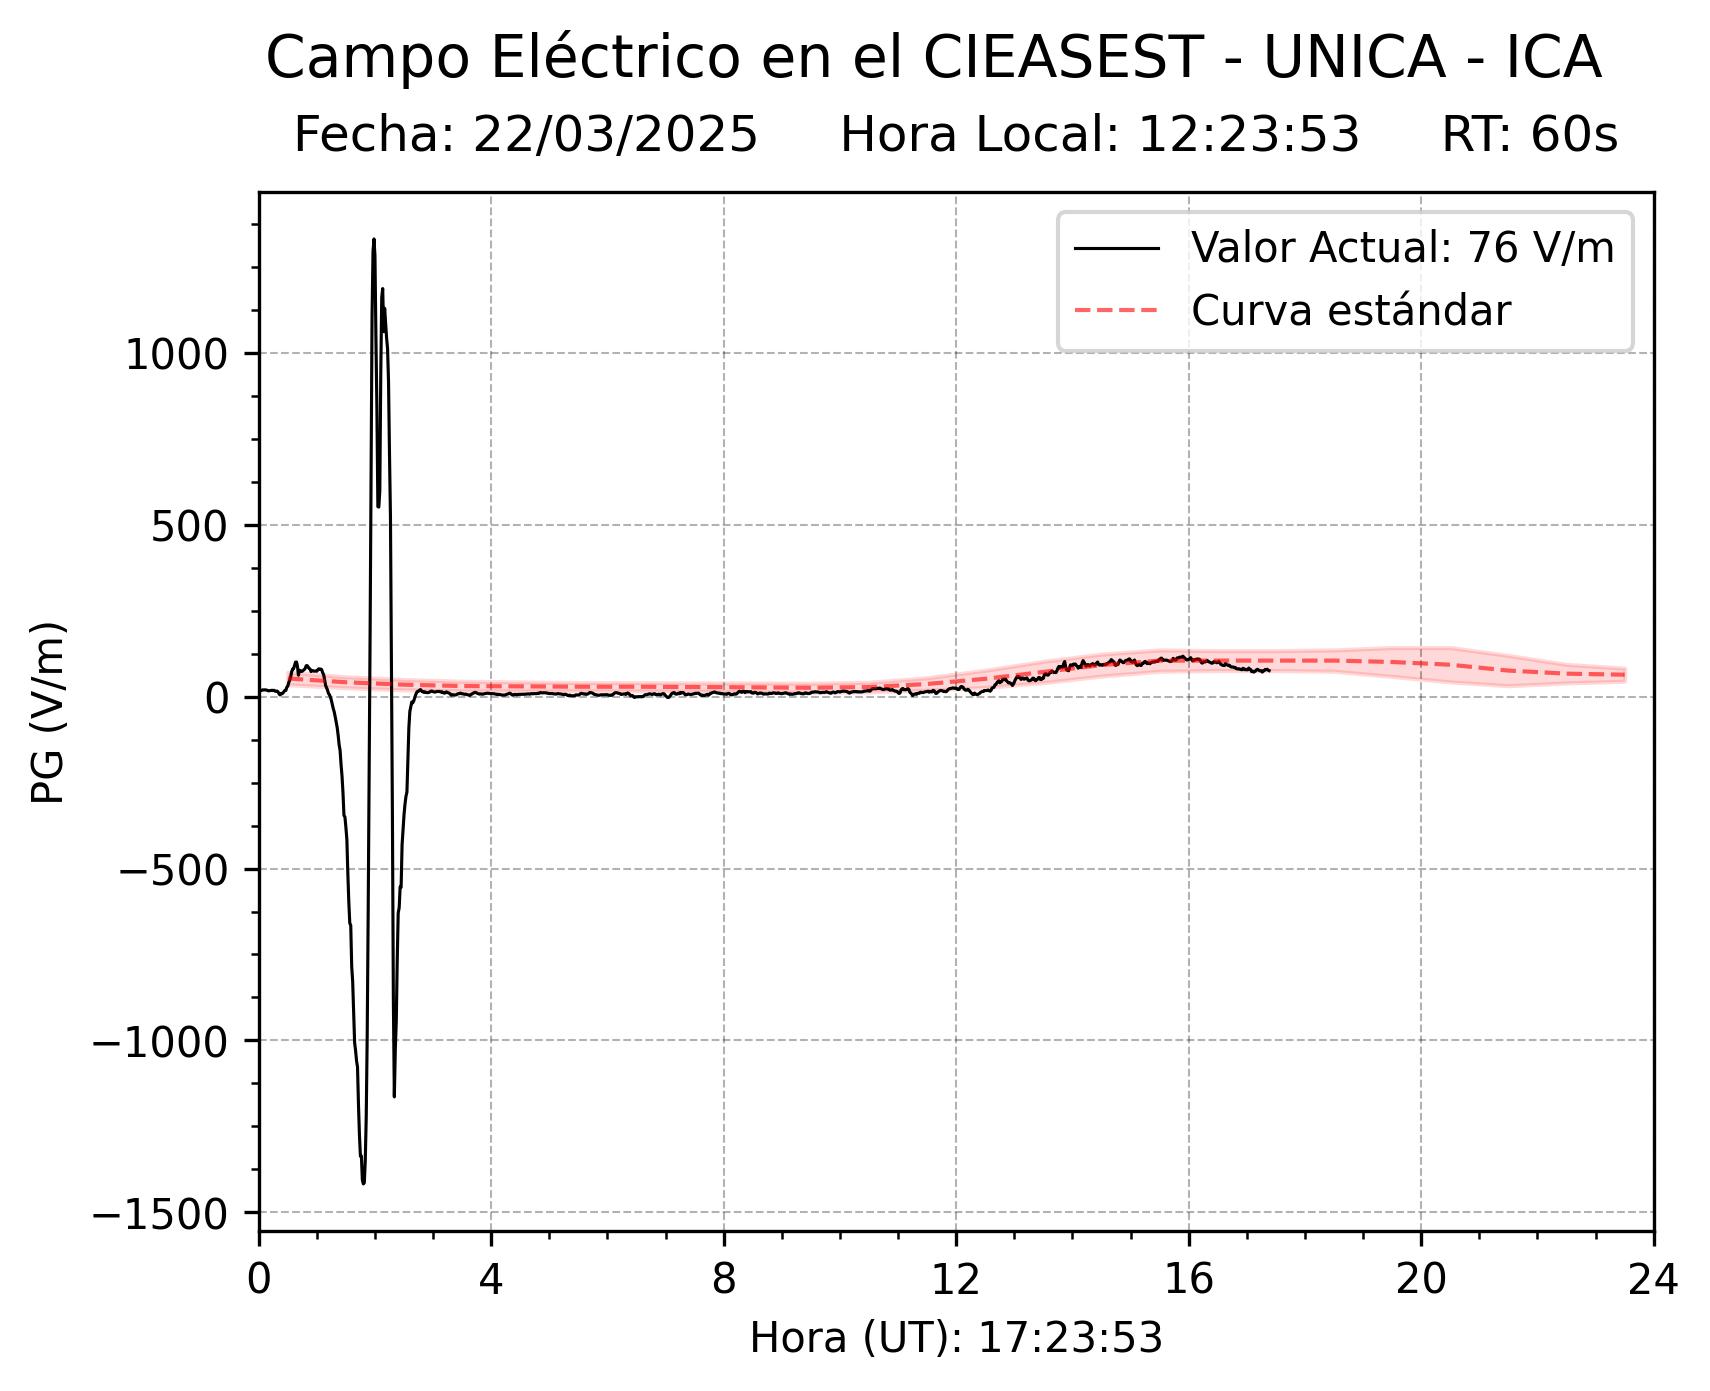 Campo Eléctrico en el CIEASEST - UNICA - ICA
Fecha: 22/03/2025 Hora Local: 12:23:53 RT: 60s
Valor Actual: 76 V/m
Curva estándar
PG (V/m)
1000
500
0
−500
−1000
−1500
0 4 8 12 16 20 24
Hora (UT): 17:23:53